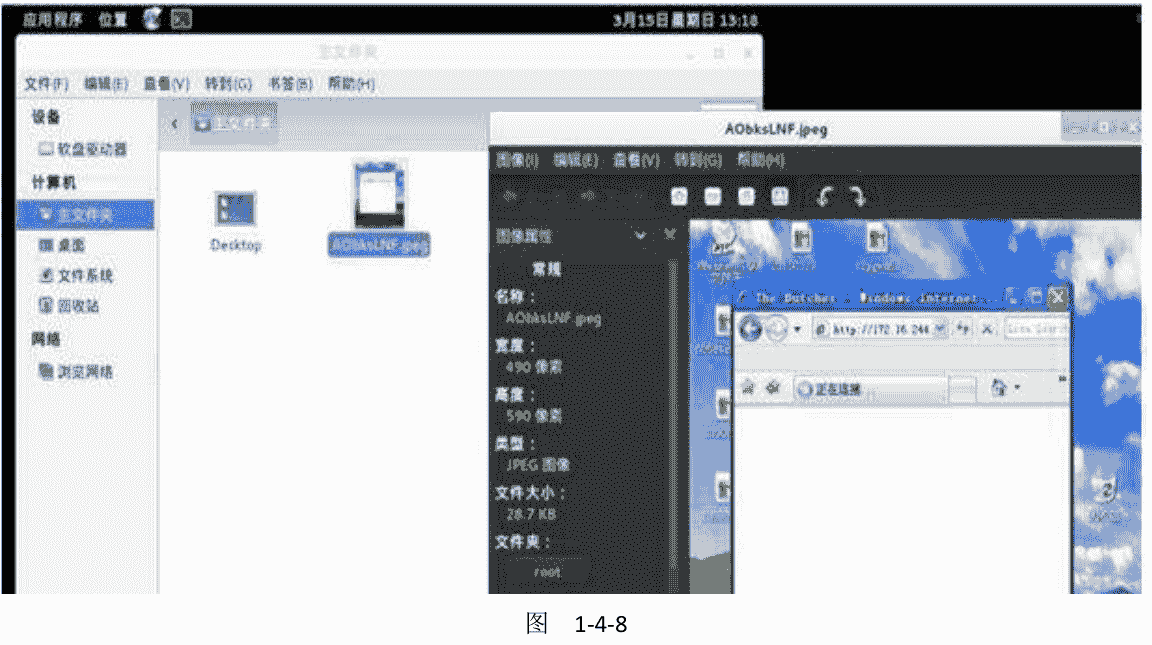 应用程序 位置
3月15日星期日 13:18
主文件夹
文件(F) 编辑(E) 查看(V) 转到(G) 书签(B) 帮助(H)
设备
软盘驱动器
计算机
主文件夹
桌面
文件系统
回收站
网络
浏览网络
主文件夹
Desktop
AObksLNF.jpeg
AObksLNF.jpeg
图像(I) 编辑(E) 查看(V) 转到(G) 帮助(H)
图像属性
常规
名称：
AObksLNF.jpeg
宽度：
490 像素
高度：
590 像素
类型：
JPEG 图像
文件大小：
28.7 KB
文件夹：
root
http://172.16.244
正在连接
图 1-4-8